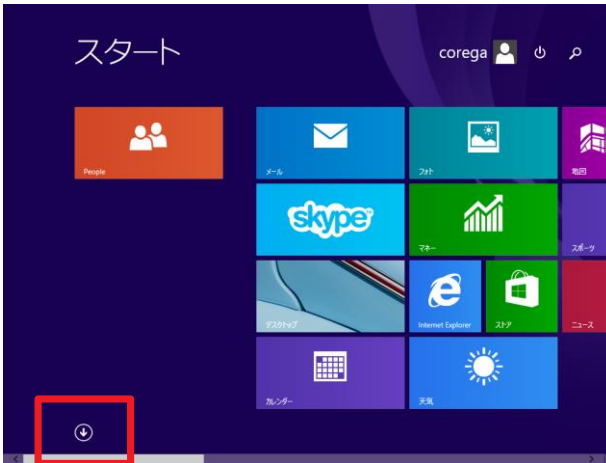 スタート
corega
People
メール
フォト
地図
skype
マネー
スポーツ
デスクトップ
Internet Explorer
ストア
ニュース
カレンダー
天気